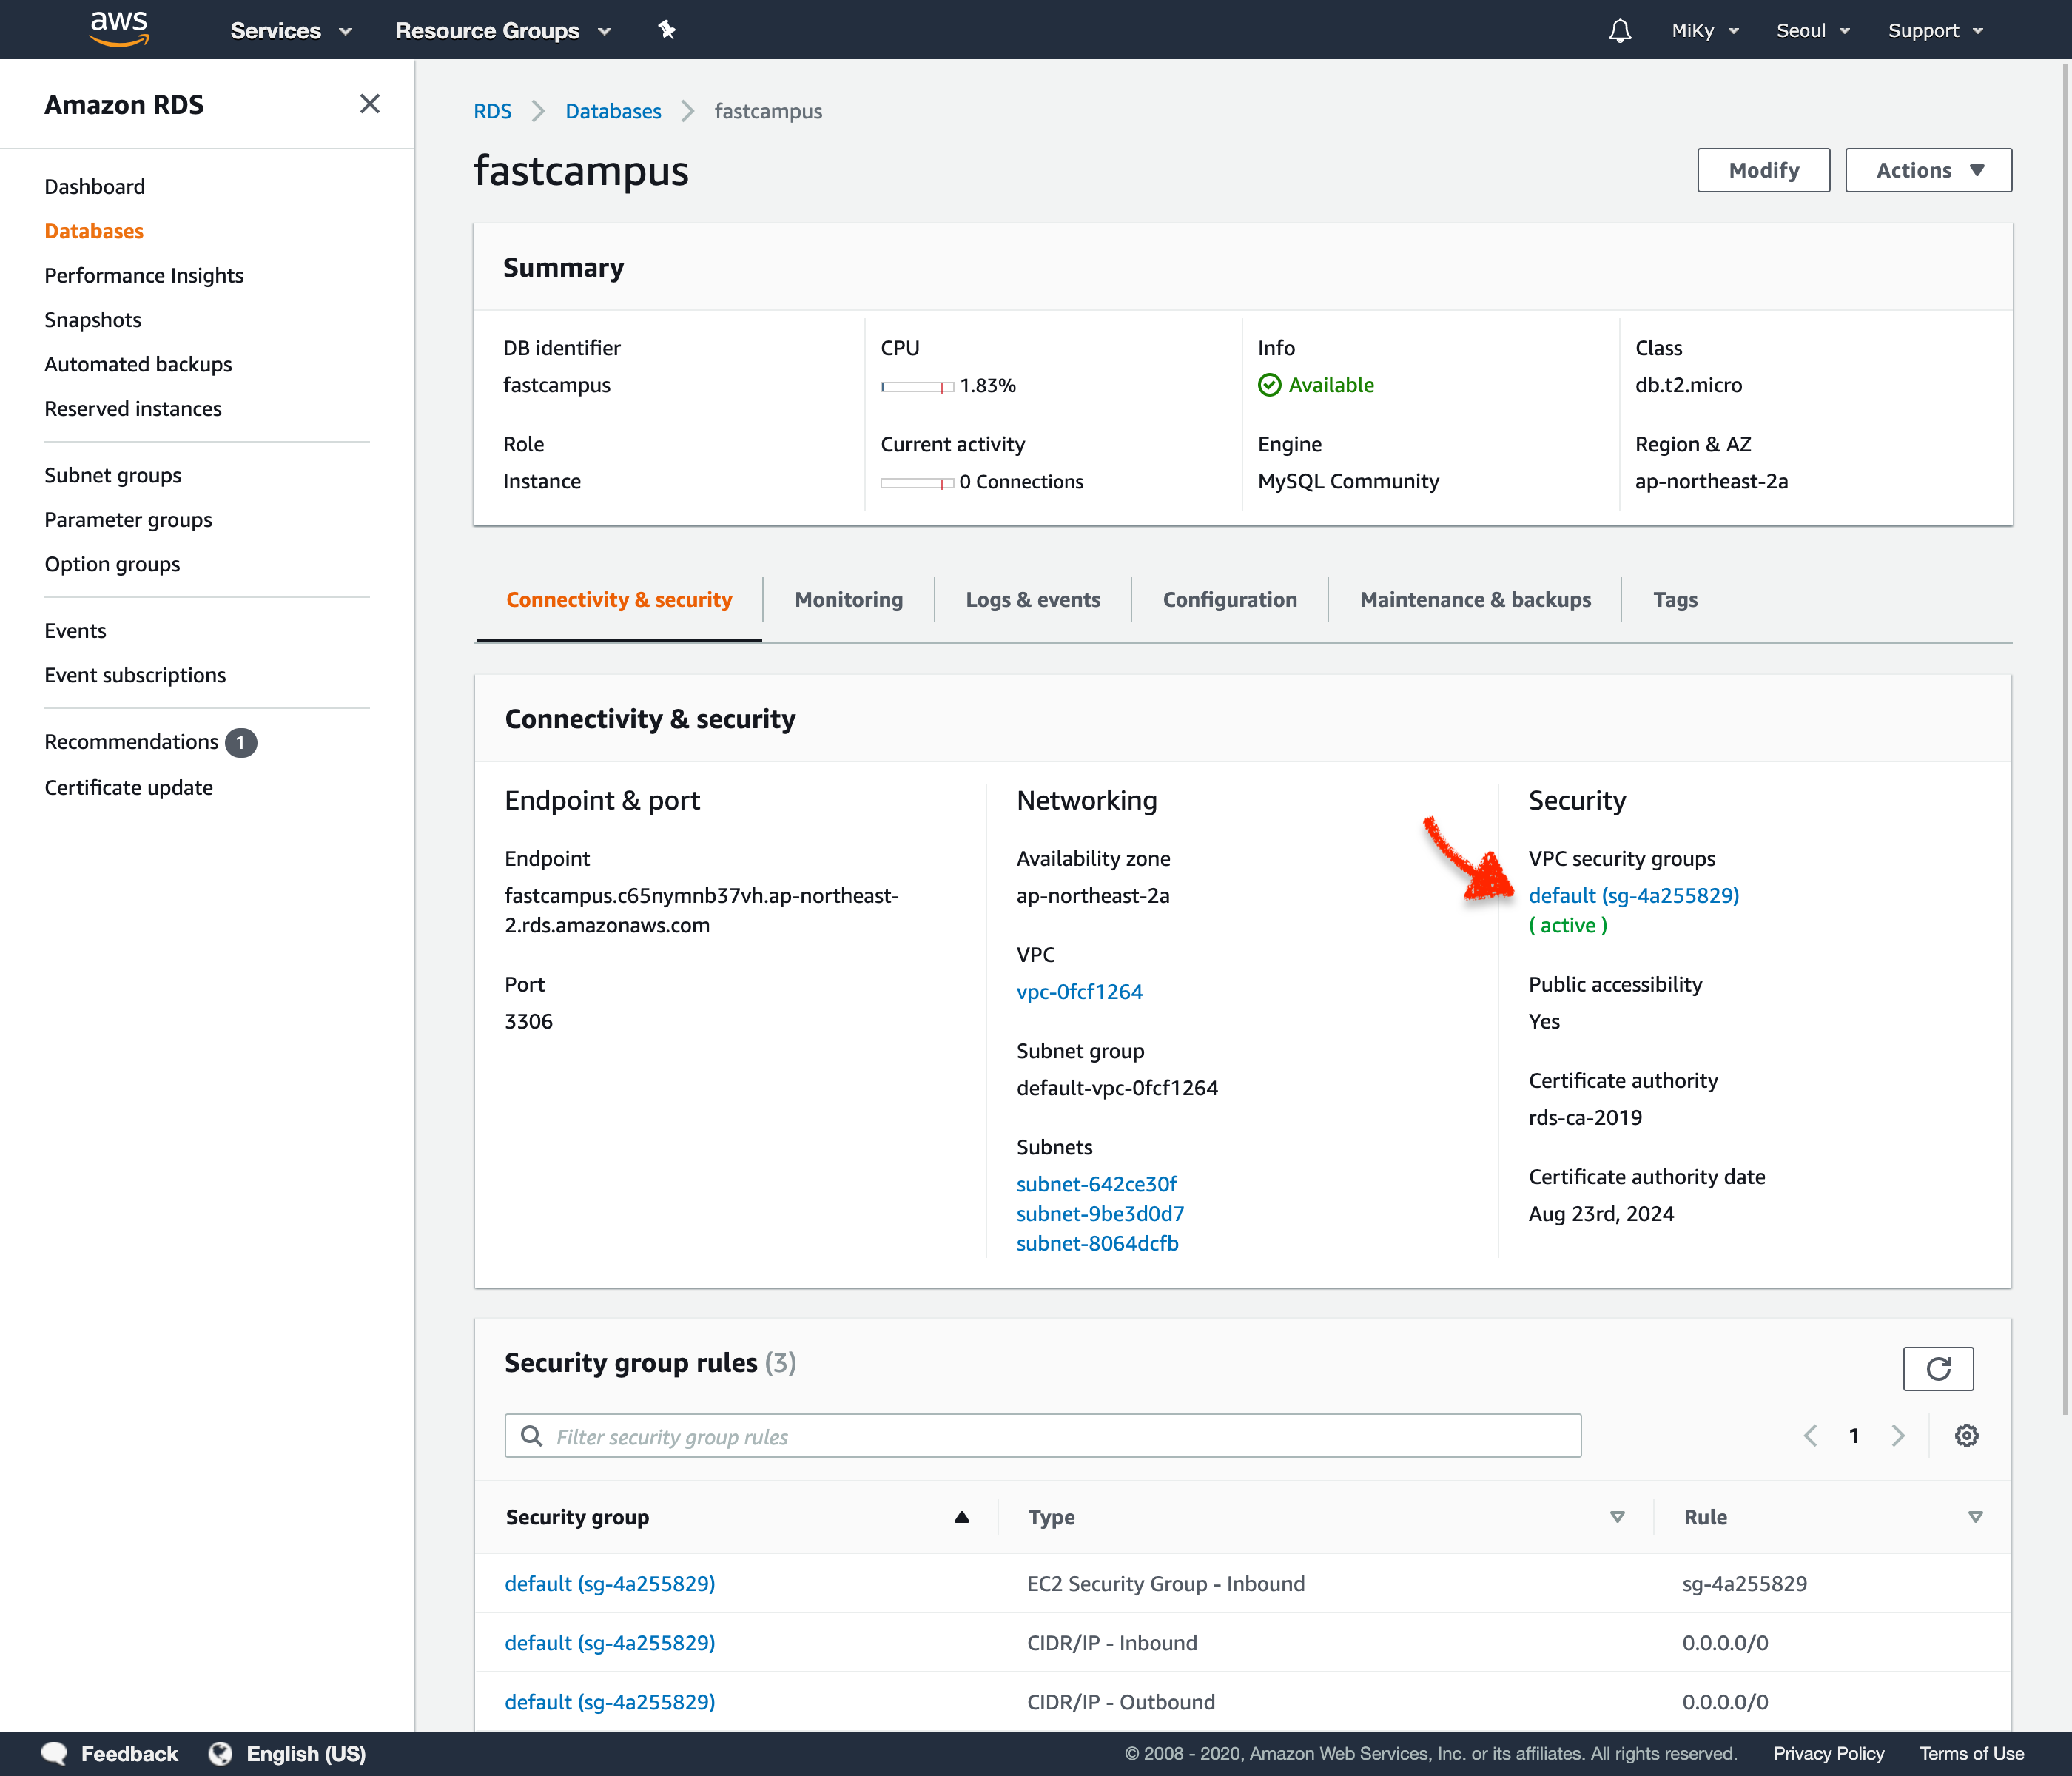 aws
Services
Resource Groups
MiKy
Seoul
Support
Amazon RDS
Dashboard
Databases
Performance Insights
Snapshots
Automated backups
Reserved instances
Subnet groups
Parameter groups
Option groups
Events
Event subscriptions
Recommendations 1
Certificate update
RDS > Databases > fastcampus
fastcampus
Modify
Actions
Summary
DB identifier
fastcampus
CPU
1.83%
Info
Available
Class
db.t2.micro
Role
Instance
Current activity
0 Connections
Engine
MySQL Community
Region & AZ
ap-northeast-2a
Connectivity & security
Monitoring
Logs & events
Configuration
Maintenance & backups
Tags
Connectivity & security
Endpoint & port
Endpoint
fastcampus.c65nymnb37vh.ap-northeast-
2.rds.amazonaws.com
Port
3306
Networking
Availability zone
ap-northeast-2a
VPC
vpc-0fcf1264
Subnet group
default-vpc-0fcf1264
Subnets
subnet-642ce30f
subnet-9be3d0d7
subnet-8064dcfb
Security
VPC security groups
default (sg-4a255829)
( active )
Public accessibility
Yes
Certificate authority
rds-ca-2019
Certificate authority date
Aug 23rd, 2024
Security group rules (3)
Filter security group rules
1
Security group
Type
Rule
default (sg-4a255829)
EC2 Security Group - Inbound
sg-4a255829
default (sg-4a255829)
CIDR/IP - Inbound
0.0.0.0/0
default (sg-4a255829)
CIDR/IP - Outbound
0.0.0.0/0
Feedback
English (US)
© 2008 - 2020, Amazon Web Services, Inc. or its affiliates. All rights reserved.
Privacy Policy
Terms of Use